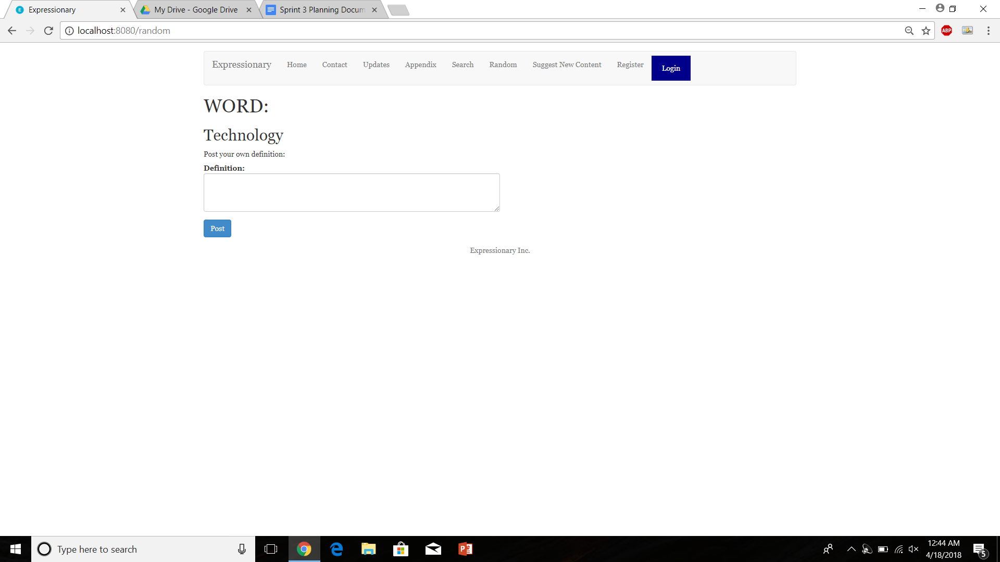 Expressionary
My Drive - Google Drive
Sprint 3 Planning Docum
localhost:8080/random
ABP
Expressionary Home Contact Updates Appendix Search Random Suggest New Content Register Login
WORD:
Technology
Post your own definition:
Definition:
Post
Expressionary Inc.
Type here to search
12:44 AM
4/18/2018
5